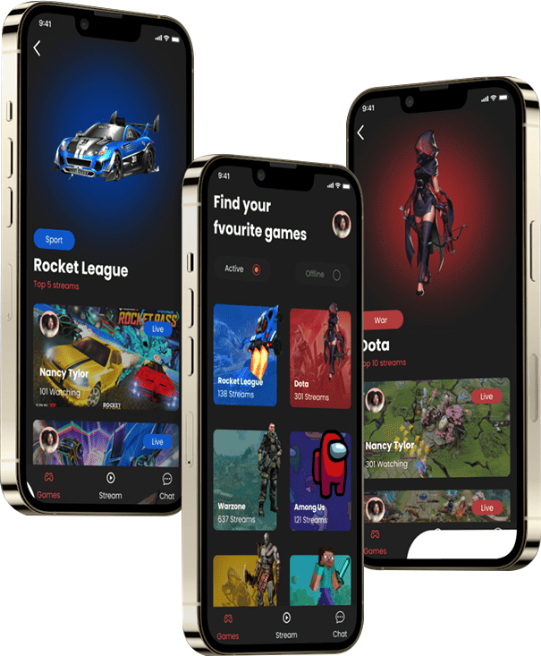 9:41
Sport
Rocket League
Top 5 streams
ROCKET PASS
Live
Nancy Tylor
101 Watching
ROCKET
Live
Games
Stream
Chat
9:41
Find your
fvourite games
Active
Offline
Rocket League
138 Streams
Dota
301 Streams
Warzone
637 Streams
Among Us
121 Streams
Games
Stream
Chat
9:41
War
Dota
Top 10 streams
Live
Nancy Tylor
301 Watching
Live
Games